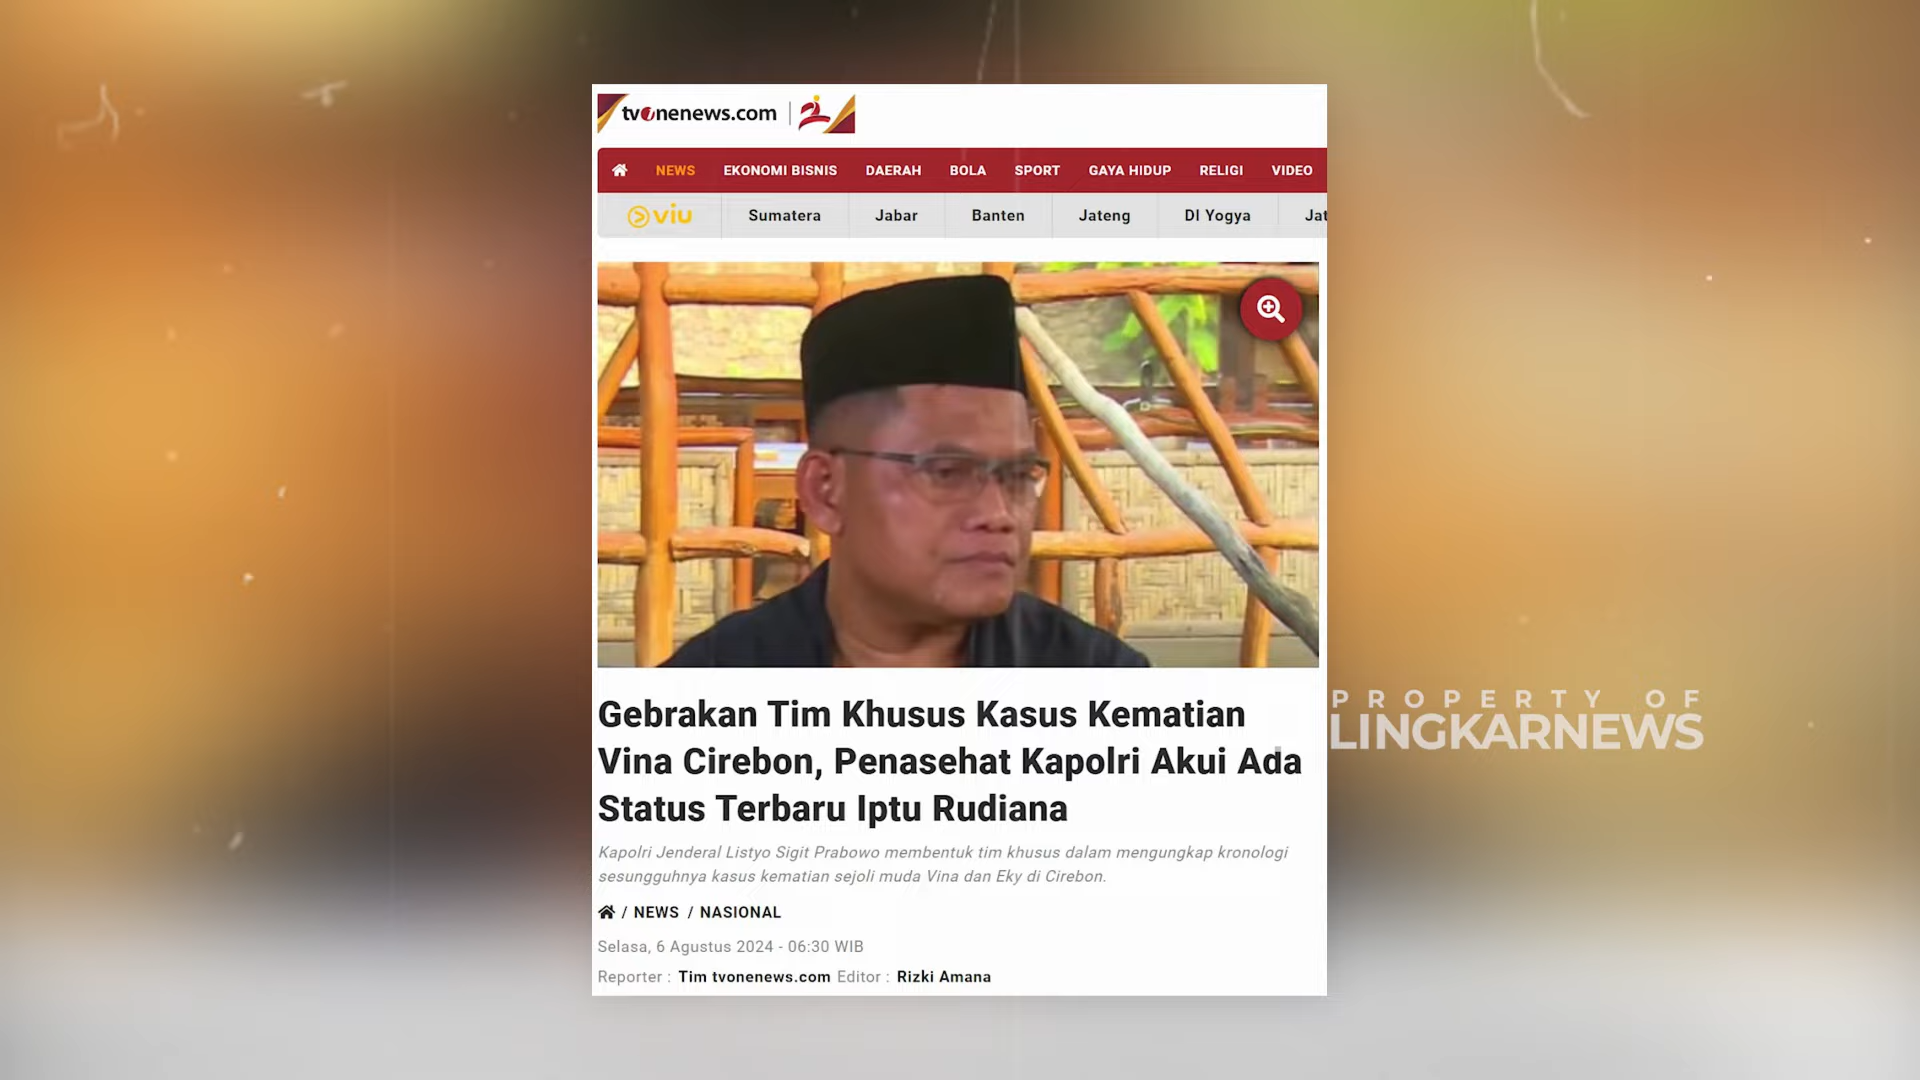 tvonenews.com
NEWS EKONOMI BISNIS DAERAH BOLA SPORT GAYA HIDUP RELIGI VIDEO
viu Sumatera Jabar Banten Jateng DI Yogya Jat
Gebrakan Tim Khusus Kasus Kematian
Vina Cirebon, Penasehat Kapolri Akui Ada
Status Terbaru Iptu Rudiana
Kapolri Jenderal Listyo Sigit Prabowo membentuk tim khusus dalam mengungkap kronologi
sesungguhnya kasus kematian sejoli muda Vina dan Eky di Cirebon.
/ NEWS / NASIONAL
Selasa, 6 Agustus 2024 - 06:30 WIB
Reporter : Tim tvonenews.com Editor : Rizki Amana
PROPERTY OF
LINGKARNEWS